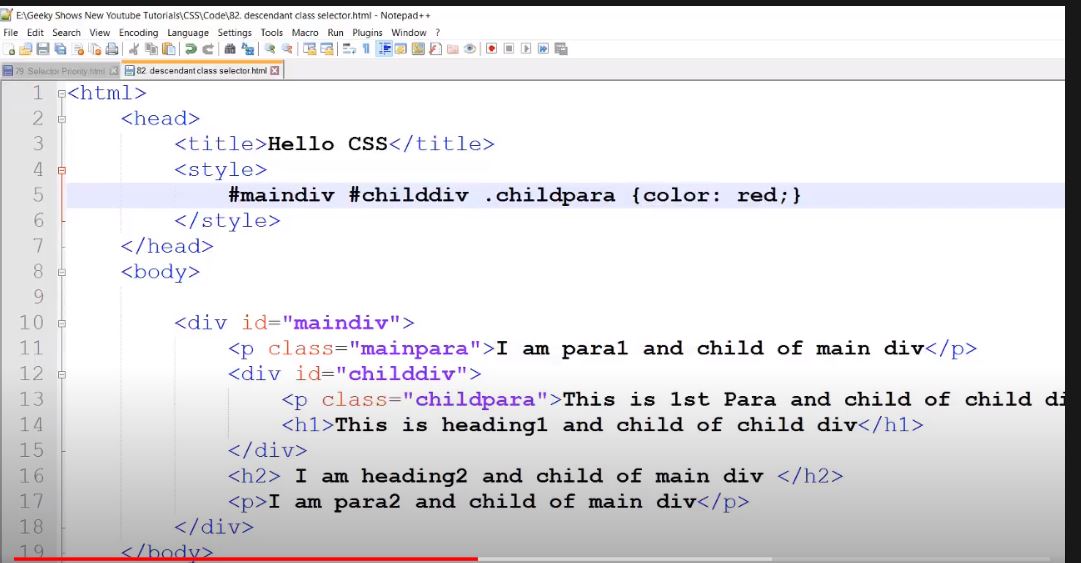 E:\Geeky Shows New Youtube Tutorials\CSS\Code\82. descendant class selector.html - Notepad++
File Edit Search View Encoding Language Settings Tools Macro Run Plugins Window ?
79. Selector Priority.html 82. descendant class selector.html
1 <html>
2 <head>
3 <title>Hello CSS</title>
4 <style>
5 #maindiv #childdiv .childpara {color: red;}
6 </style>
7 </head>
8 <body>
9
10 <div id="maindiv">
11 <p class="mainpara">I am para1 and child of main div</p>
12 <div id="childdiv">
13 <p class="childpara">This is 1st Para and child of child di
14 <h1>This is heading1 and child of child div</h1>
15 </div>
16 <h2> I am heading2 and child of main div </h2>
17 <p>I am para2 and child of main div</p>
18 </div>
19 </body>